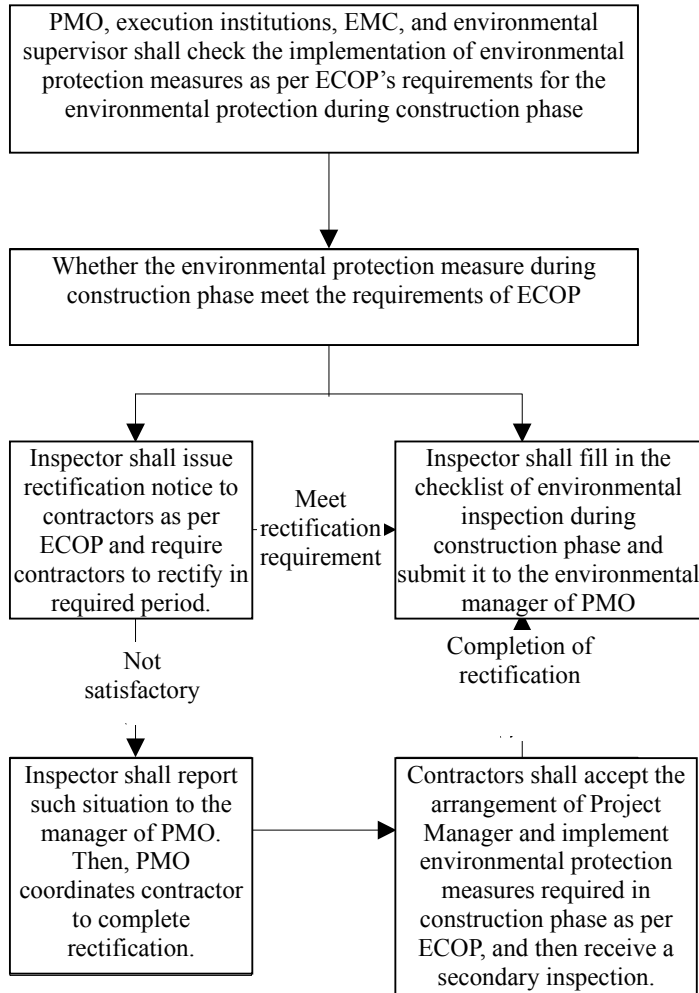 PMO, execution institutions, EMC, and environmental
supervisor shall check the implementation of environmental
protection measures as per ECOP’s requirements for the
environmental protection during construction phase
Whether the environmental protection measure during
construction phase meet the requirements of ECOP
Inspector shall issue
rectification notice to
contractors as per
ECOP and require
contractors to rectify in
required period.
Meet
rectification
requirement
Inspector shall fill in the
checklist of environmental
inspection during
construction phase and
submit it to the environmental
manager of PMO
Not
satisfactory
Completion of
rectification
Inspector shall report
such situation to the
manager of PMO.
Then, PMO
coordinates contractor
to complete
rectification.
Contractors shall accept the
arrangement of Project
Manager and implement
environmental protection
measures required in
construction phase as per
ECOP, and then receive a
secondary inspection.